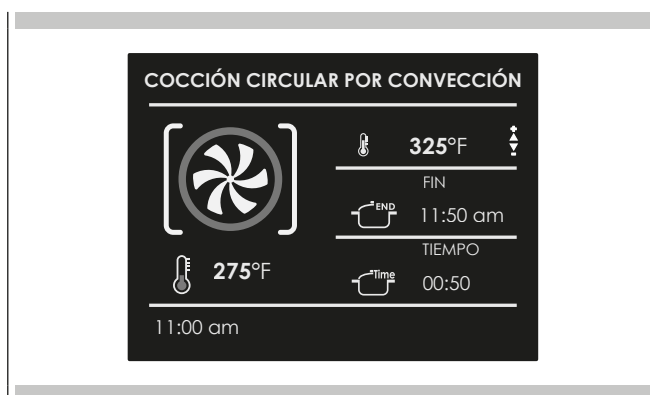 COCCIÓN CIRCULAR POR CONVECCIÓN
325°F
FIN
END
11:50 am
TIEMPO
Time
00:50
275°F
11:00 am